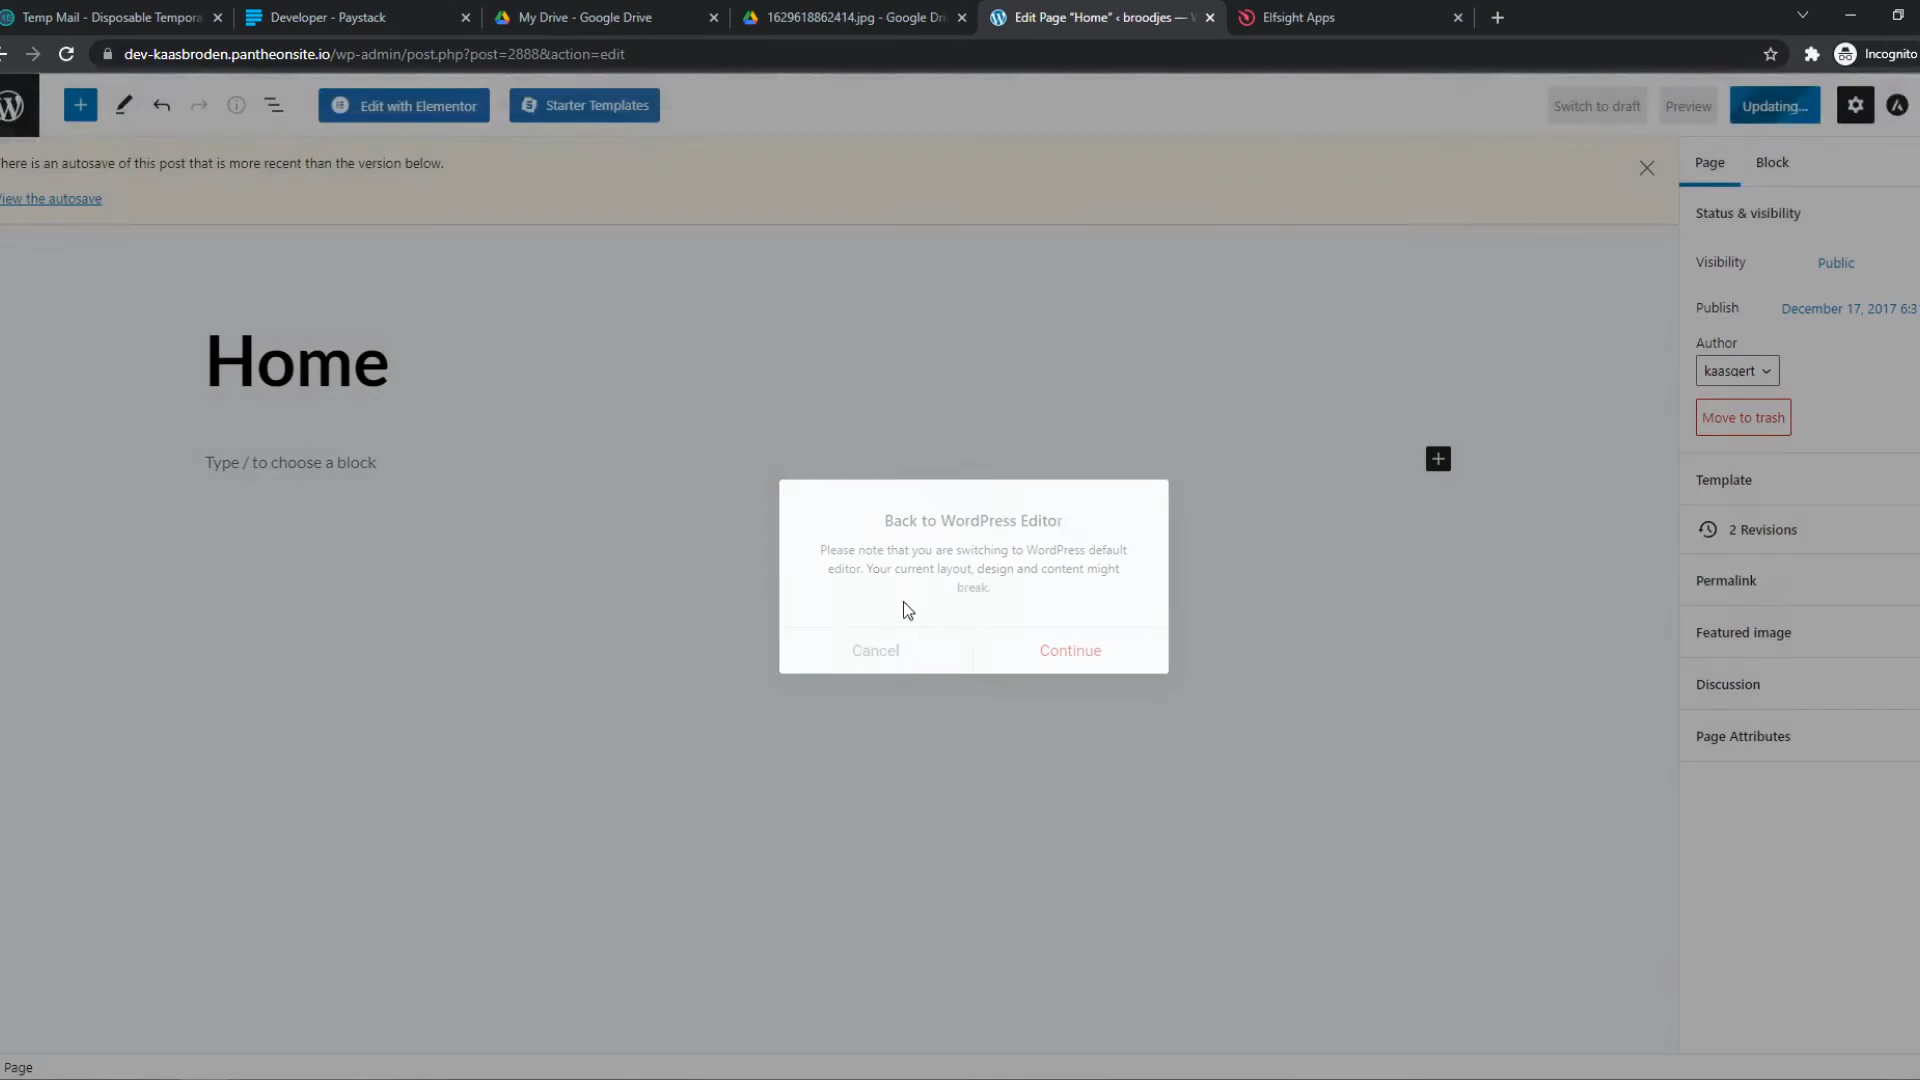 Temp Mail - Disposable Tempora
Developer - Paystack
My Drive - Google Drive
1629618862414.jpg - Google Dri
Edit Page "Home" ‹ broodjes — W
Elfsight Apps
dev-kaasbroden.pantheonsite.io/wp-admin/post.php?post=2888&action=edit
Incognito
Edit with Elementor
Starter Templates
Switch to draft
Preview
Updating...
here is an autosave of this post that is more recent than the version below.
iew the autosave
Page
Block
Status & visibility
Visibility
Public
Publish
December 17, 2017 6:3
Author
kaasgert
Move to trash
Template
2 Revisions
Permalink
Featured image
Discussion
Page Attributes
Home
Type / to choose a block
Back to WordPress Editor
Please note that you are switching to WordPress default
editor. Your current layout, design and content might
break.
Cancel
Continue
Page